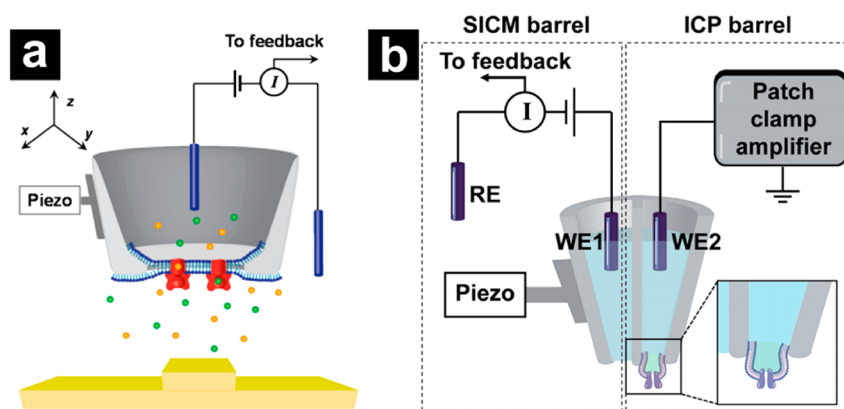 a
To feedback
I
z
x
y
Piezo
b
SICM barrel
ICP barrel
To feedback
I
Patch
clamp
amplifier
RE
WE1
WE2
Piezo